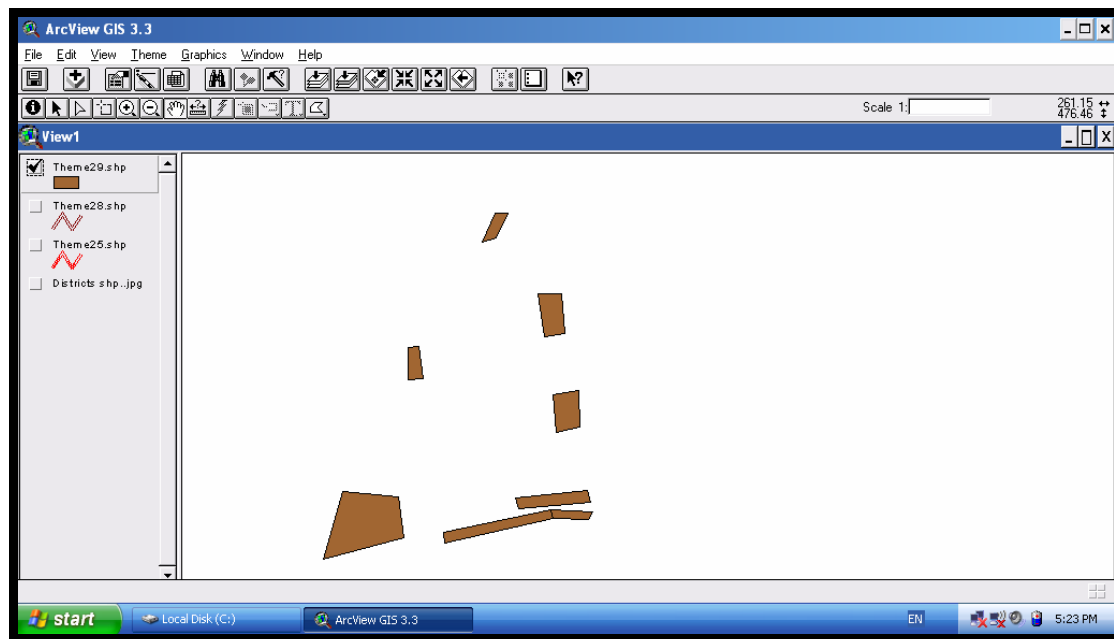 ArcView GIS 3.3
File Edit View Theme Graphics Window Help
Scale 1:
261.15
476.46
View1
Theme29.shp
Theme28.shp
Theme25.shp
Districts shp..jpg
start Local Disk (C:) ArcView GIS 3.3 EN 5:23 PM